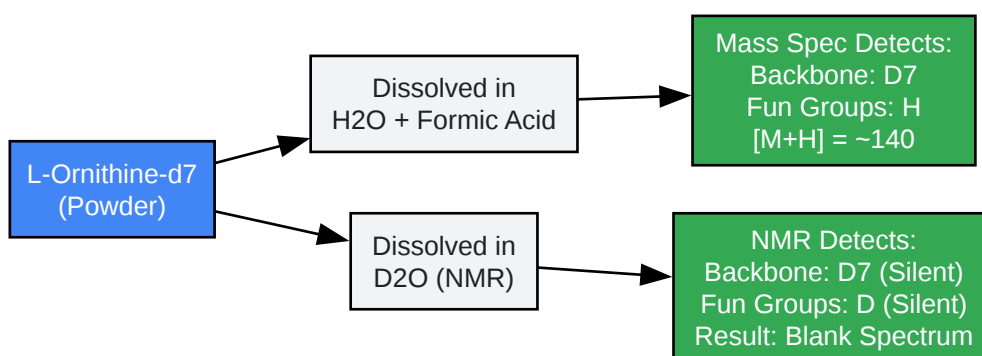 L-Ornithine-d7
(Powder)
Dissolved in
H2O + Formic Acid
Mass Spec Detects:
Backbone: D7
Fun Groups: H
[M+H] = ~140
Dissolved in
D2O (NMR)
NMR Detects:
Backbone: D7 (Silent)
Fun Groups: D (Silent)
Result: Blank Spectrum